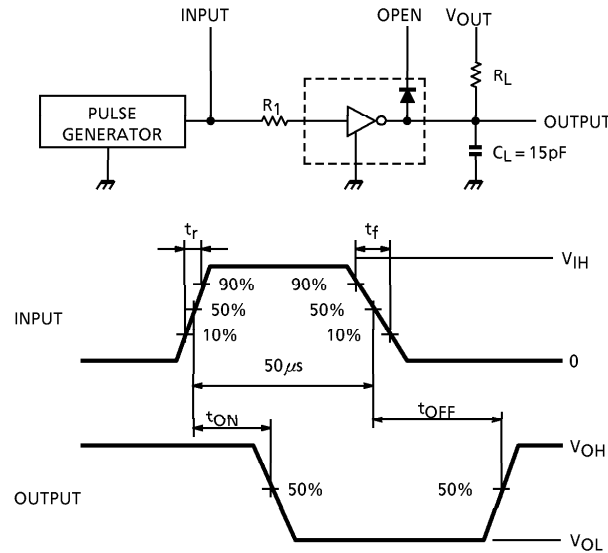 INPUT OPEN VOUT
R1 RL
PULSE GENERATOR
OUTPUT
CL = 15pF
tr tf
VIH
90% 90%
INPUT 50% 50%
10% 10%
50μs 0
tON tOFF
VOH
OUTPUT 50% 50%
VOL